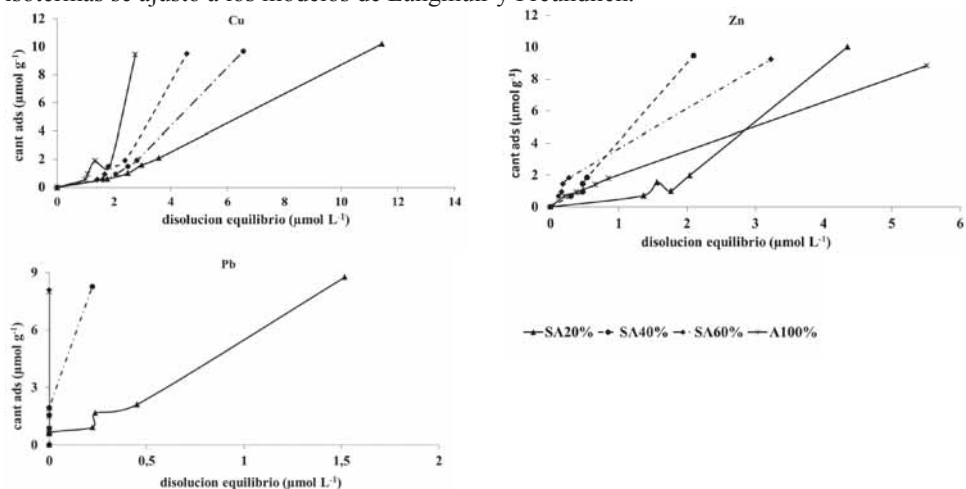 isotermas se ajustó a los modelos de Langmuir y Freundlich.
Cu
cant ads (µmol g⁻¹)
12
10
8
6
4
2
0
0 2 4 6 8 10 12 14
disolucion equilibrio (µmol L⁻¹)
Zn
cant ads (µmol g⁻¹)
12
10
8
6
4
2
0
0 1 2 3 4 5 6
disolucion equilibrio (µmol L⁻¹)
Pb
cant ads (µmol g⁻¹)
9
6
3
0
0 0,5 1 1,5 2
disolucion equilibrio (µmol L⁻¹)
SA20% SA40% SA60% A100%